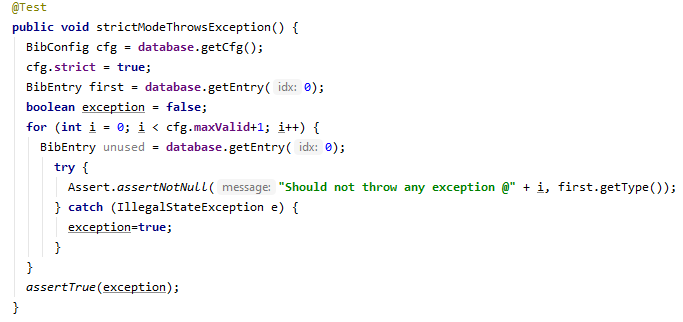 @Test
public void strictModeThrowsException() {
BibConfig cfg = database.getCfg();
cfg.strict = true;
BibEntry first = database.getEntry( idx: 0);
boolean exception = false;
for (int i = 0; i < cfg.maxValid+1; i++) {
BibEntry unused = database.getEntry( idx: 0);
try {
Assert.assertNotNull( message: "Should not throw any exception @" + i, first.getType());
} catch (IllegalStateException e) {
exception=true;
}
}
assertTrue(exception);
}